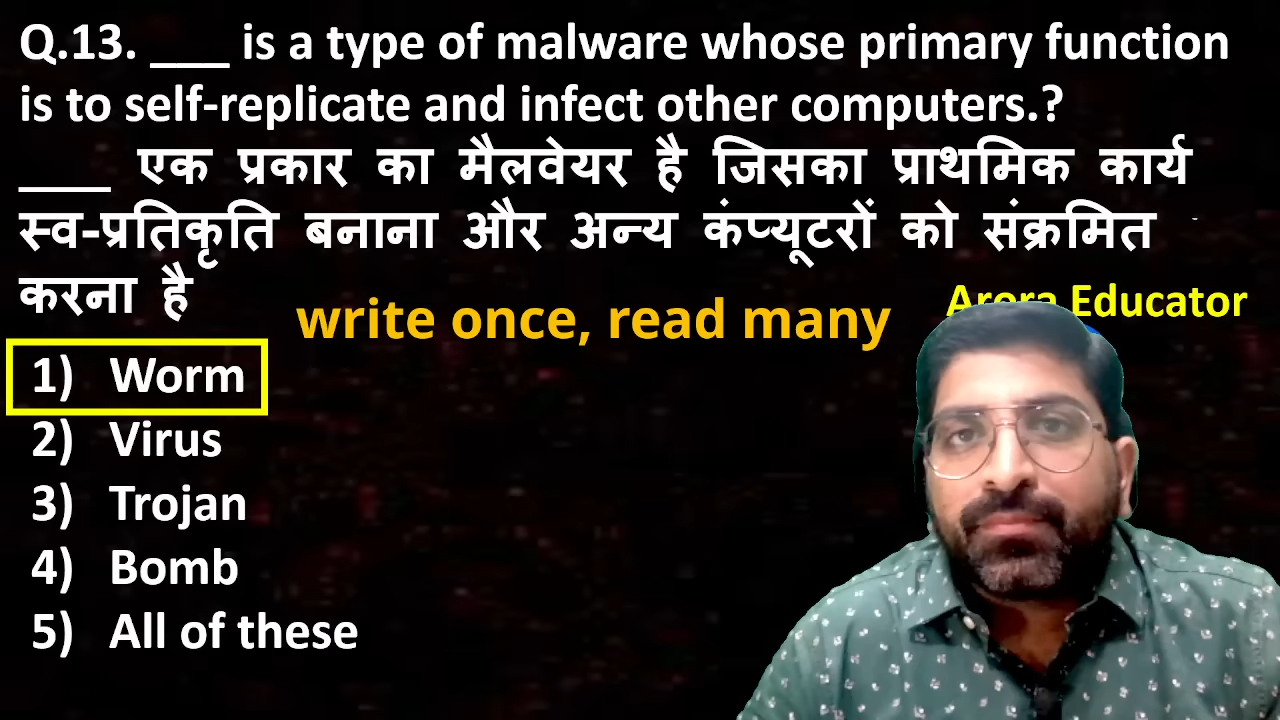 Q.13. ___ is a type of malware whose primary function
is to self-replicate and infect other computers.?
___ एक प्रकार का मैलवेयर है जिसका प्राथमिक कार्य
स्व-प्रतिकृति बनाना और अन्य कंप्यूटरों को संक्रमित
करना है
write once, read many
Arora Educator
1) Worm
2) Virus
3) Trojan
4) Bomb
5) All of these